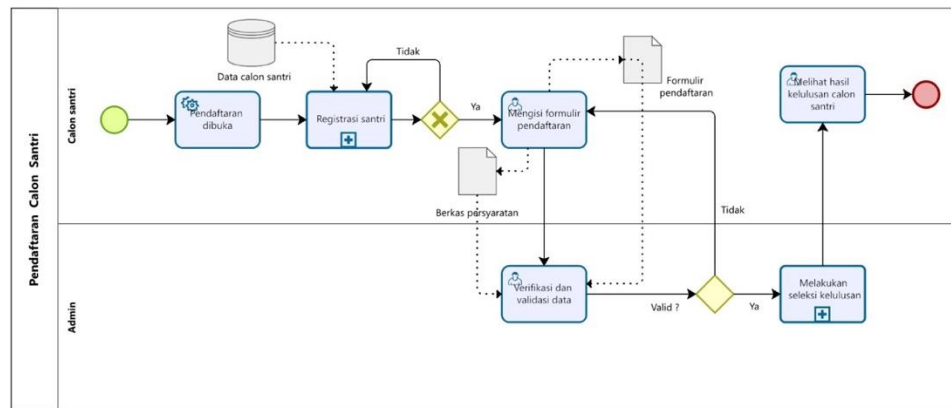 Pendaftaran Calon Santri
Calon santri
Admin
Data calon santri
Tidak
Formulir
pendaftaran
Melihat hasil
kelulusan calon
santri
Pendaftaran
dibuka
Registrasi santri
Ya
Mengisi formulir
pendaftaran
Berkas persyaratan
Tidak
Verifikasi dan
validasi data
Valid ?
Ya
Melakukan
seleksi kelulusan